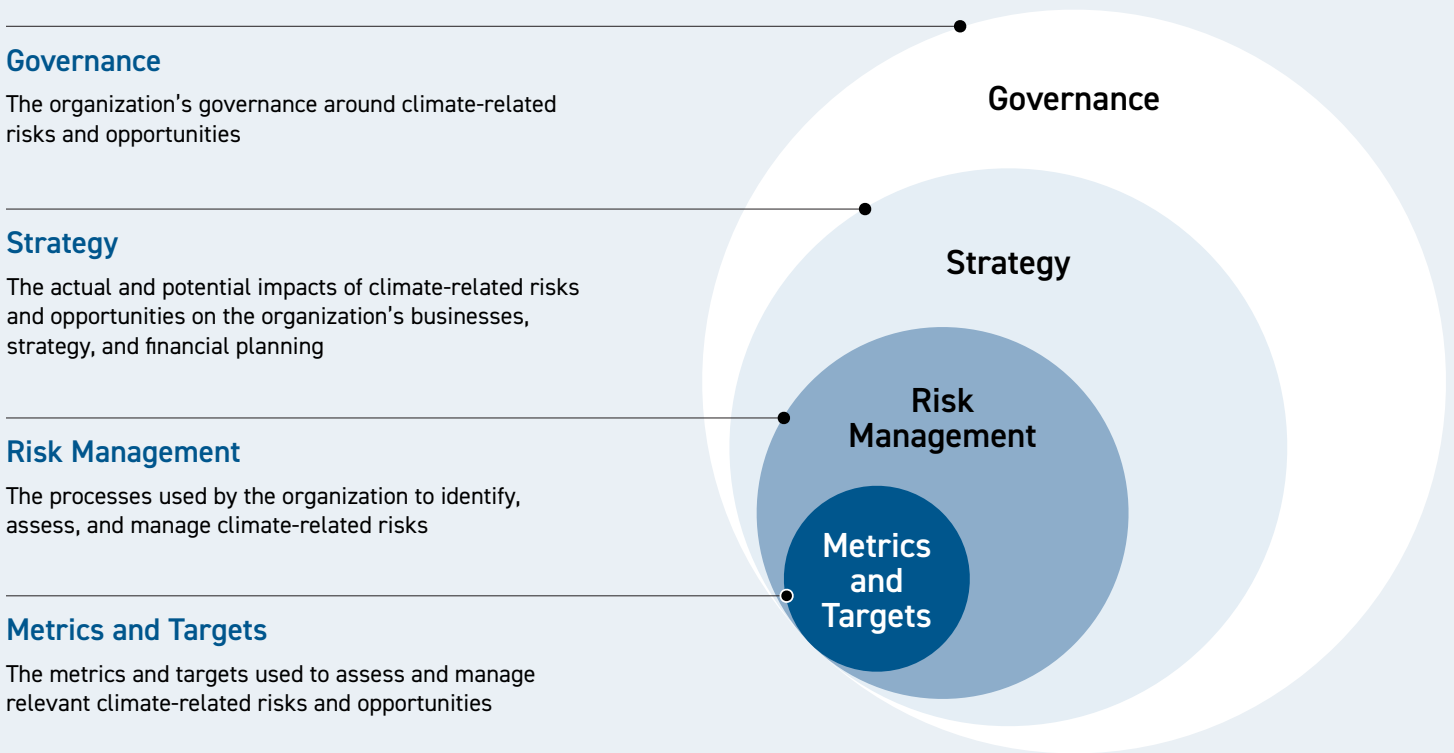 Governance
The organization’s governance around climate-related
risks and opportunities
Strategy
The actual and potential impacts of climate-related risks
and opportunities on the organization’s businesses,
strategy, and financial planning
Risk Management
The processes used by the organization to identify,
assess, and manage climate-related risks
Metrics and Targets
The metrics and targets used to assess and manage
relevant climate-related risks and opportunities
Governance
Strategy
Risk
Management
Metrics
and
Targets